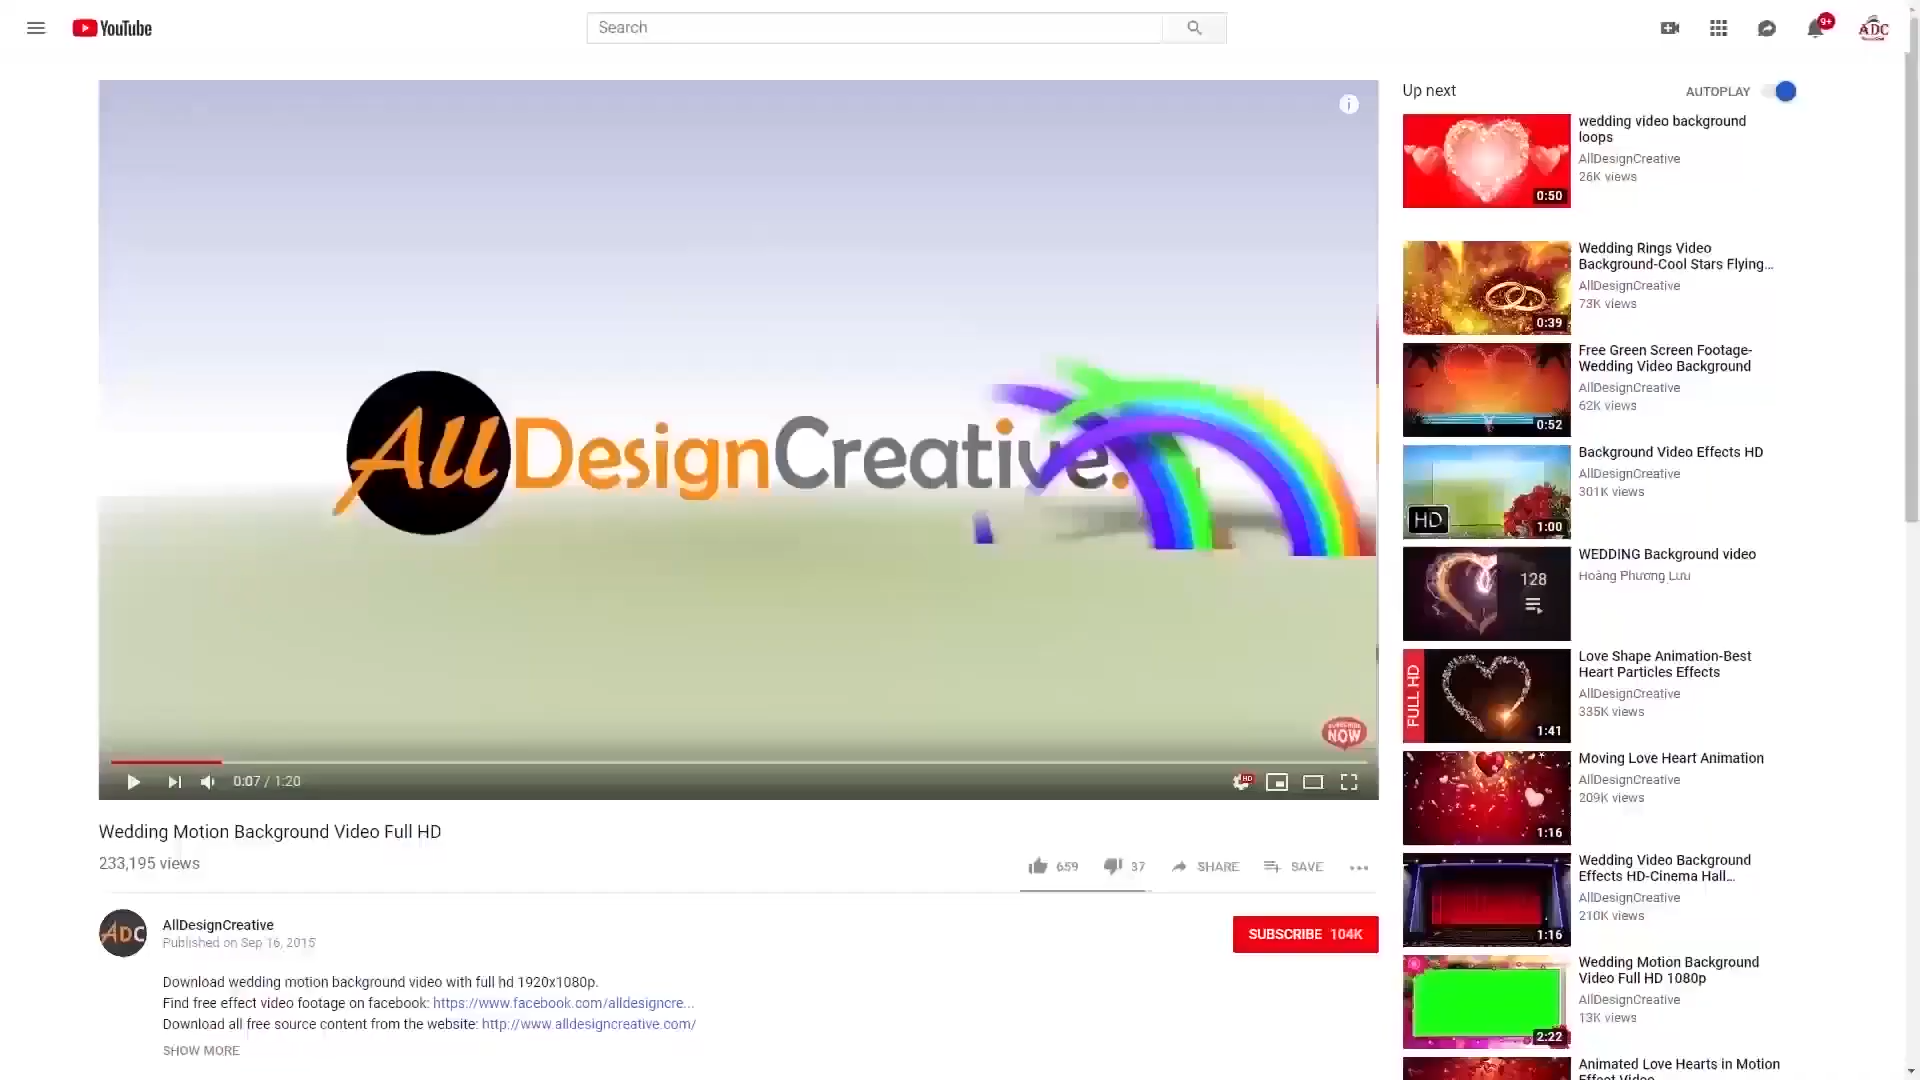 YouTube
Search
9+
ADC
AllDesignCreative.
SUBSCRIBE
NOW
0:07 / 1:20
HD
Wedding Motion Background Video Full HD
233,195 views
659
37
SHARE
SAVE
ADC
AllDesignCreative
Published on Sep 16, 2015
SUBSCRIBE 104K
Download wedding motion background video with full hd 1920x1080p.
Find free effect video footage on facebook: https://www.facebook.com/alldesigncre...
Download all free source content from the website: http://www.alldesigncreative.com/
SHOW MORE
Up next
AUTOPLAY
0:50
wedding video background
loops
AllDesignCreative
26K views
0:39
Wedding Rings Video
Background-Cool Stars Flying...
AllDesignCreative
73K views
0:52
Free Green Screen Footage-
Wedding Video Background
AllDesignCreative
62K views
HD
1:00
Background Video Effects HD
AllDesignCreative
301K views
128
WEDDING Background video
Hoàng Phương Lưu
FULL HD
1:41
Love Shape Animation-Best
Heart Particles Effects
AllDesignCreative
335K views
1:16
Moving Love Heart Animation
AllDesignCreative
209K views
1:16
Wedding Video Background
Effects HD-Cinema Hall...
AllDesignCreative
210K views
2:22
Wedding Motion Background
Video Full HD 1080p
AllDesignCreative
13K views
Animated Love Hearts in Motion
Effect Video